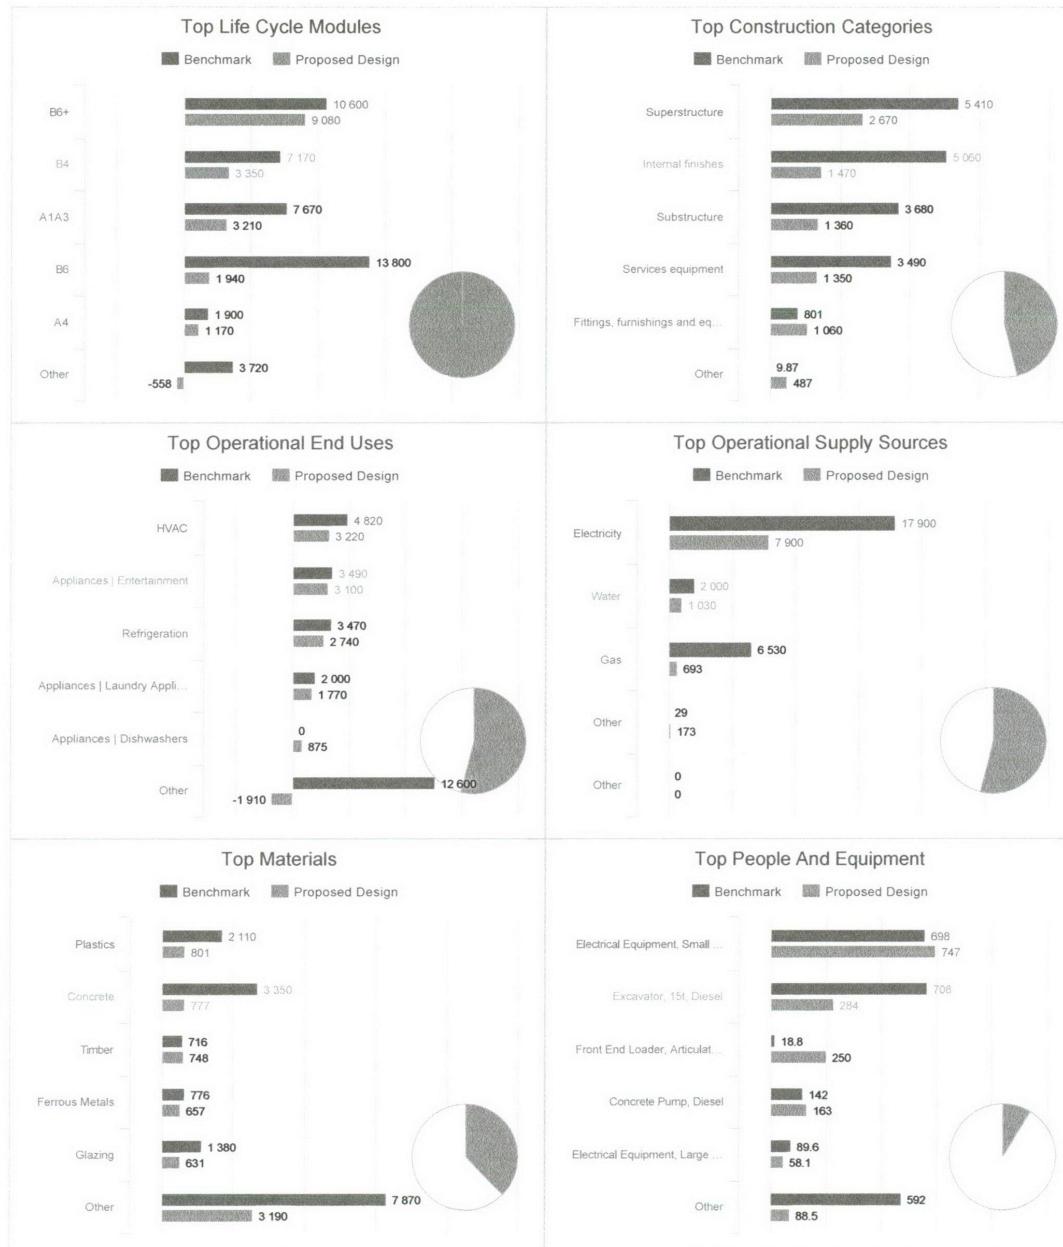 Top Life Cycle Modules
Benchmark Proposed Design
B6+ 10 600
9 080
B4 7 170
3 350
A1A3 7 670
3 210
B6 13 800
1 940
A4 1 900
1 170
Other 3 720
-558
Top Construction Categories
Benchmark Proposed Design
Superstructure 5 410
2 670
Internal finishes 5 060
1 470
Substructure 3 680
1 360
Services equipment 3 490
1 350
Fittings, furnishings and eq... 801
1 060
Other 9.87
487
Top Operational End Uses
Benchmark Proposed Design
HVAC 4 820
3 220
Appliances | Entertainment 3 490
3 100
Refrigeration 3 470
2 740
Appliances | Laundry Appli... 2 000
1 770
Appliances | Dishwashers 0
875
Other 12 600
-1 910
Top Operational Supply Sources
Benchmark Proposed Design
Electricity 17 900
7 900
Water 2 000
1 030
Gas 6 530
693
Other 29
173
Other 0
0
Top Materials
Benchmark Proposed Design
Plastics 2 110
801
Concrete 3 350
777
Timber 716
748
Ferrous Metals 776
657
Glazing 1 380
631
Other 7 870
3 190
Top People And Equipment
Benchmark Proposed Design
Electrical Equipment, Small ... 698
747
Excavator, 15t, Diesel 706
284
Front End Loader, Articulat... 18.8
250
Concrete Pump, Diesel 142
163
Electrical Equipment, Large ... 89.6
58.1
Other 592
88.5